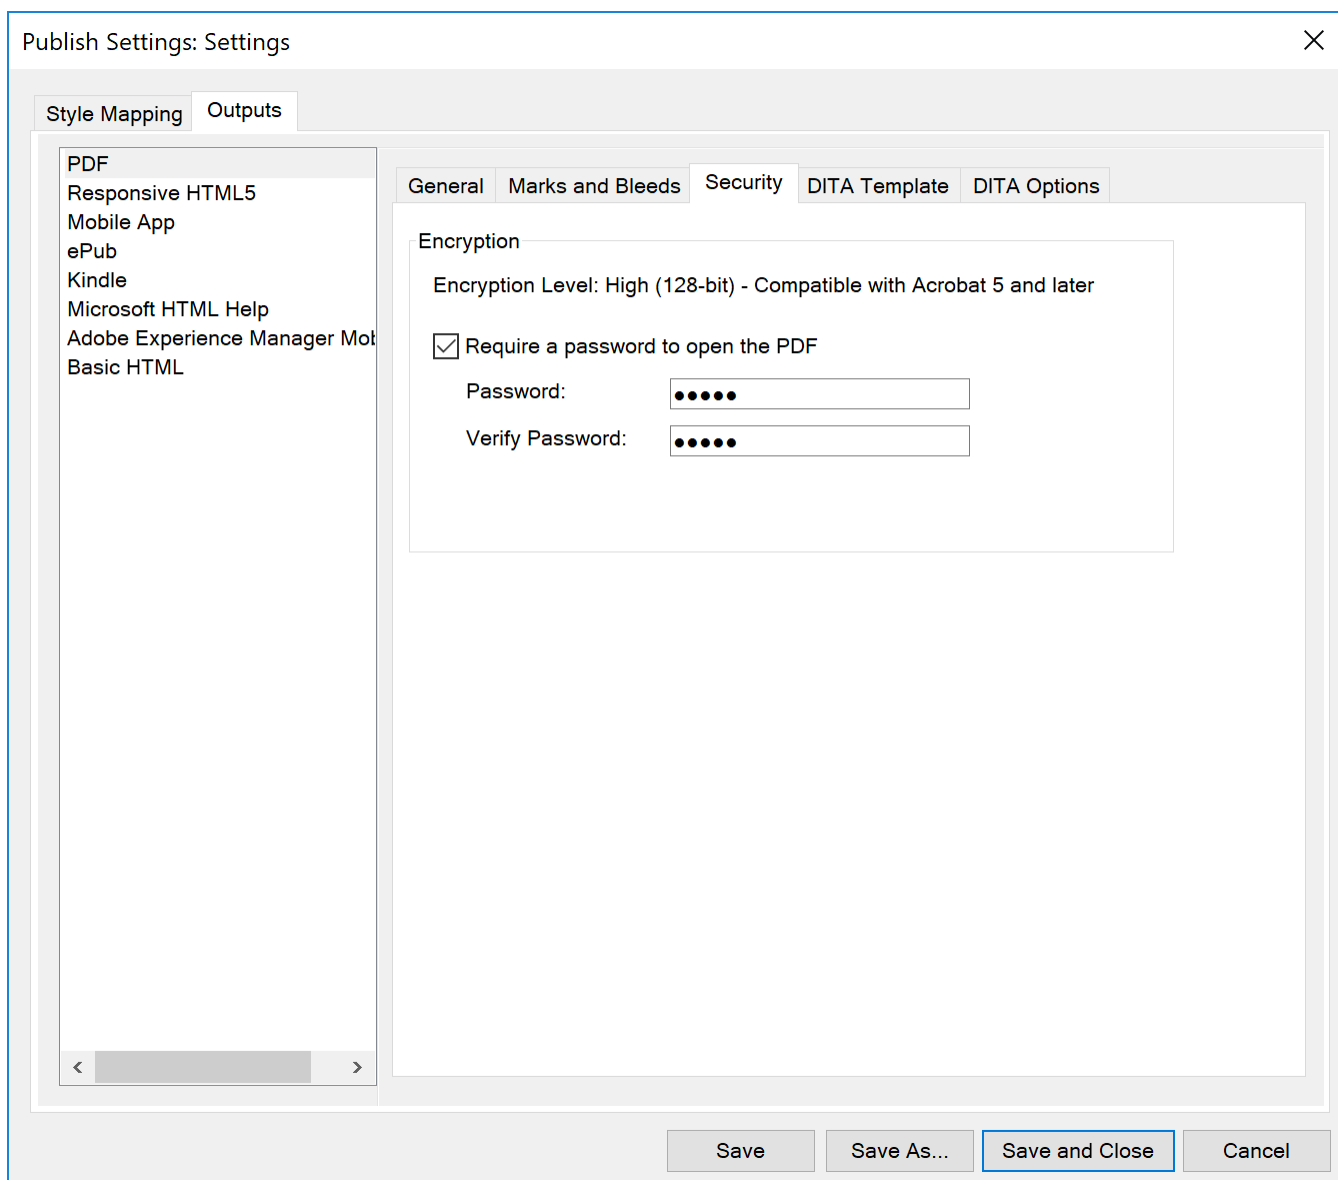 Publish Settings: Settings
Style Mapping
Outputs
PDF
Responsive HTML5
Mobile App
ePub
Kindle
Microsoft HTML Help
Adobe Experience Manager Mob
Basic HTML
General
Marks and Bleeds
Security
DITA Template
DITA Options
Encryption
Encryption Level: High (128-bit) - Compatible with Acrobat 5 and later
Require a password to open the PDF
Password:
●●●●●
Verify Password:
●●●●●
Save
Save As...
Save and Close
Cancel